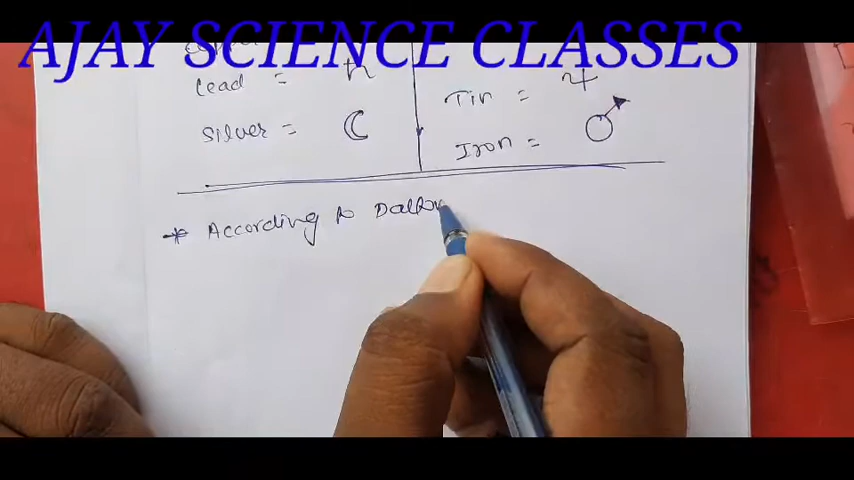 AJAY SCIENCE CLASSES
Lead =
Tin =
Silver =
Iron =
* According to Dalton